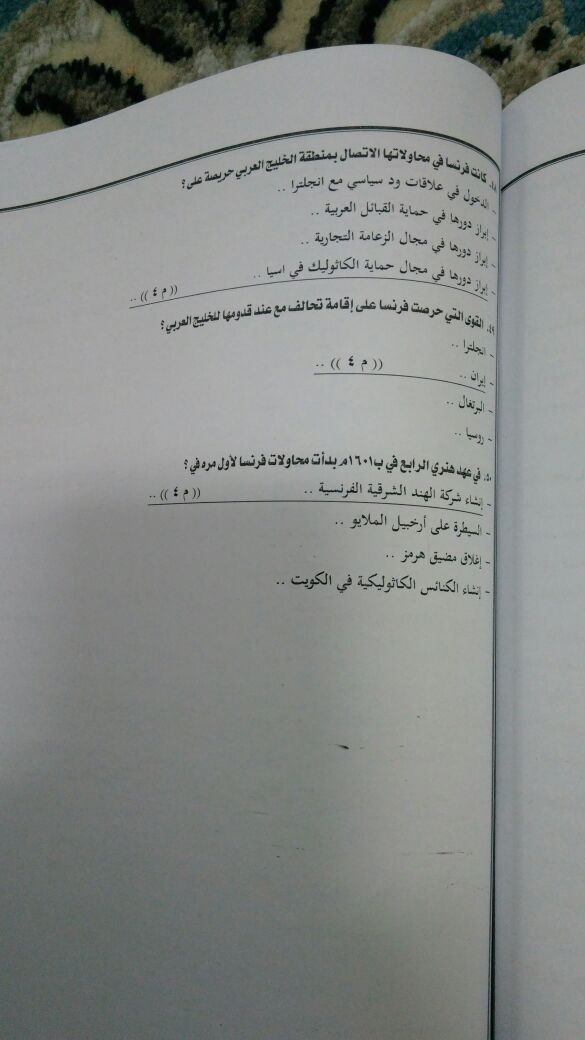 ٤٨. كانت فرنسا في محاولاتها الاتصال بمنطقة الخليج العربي حريصة على؟
- الدخول في علاقات ود سياسي مع انجلترا ..
- إبراز دورها في حماية القبائل العربية ..
- إبراز دورها في مجال الزعامة التجارية ..
- إبراز دورها في مجال حماية الكاثوليك في اسيا .. (( م ٤ )) ..
٤٩. القوى التي حرصت فرنسا على إقامة تحالف مع عند قدومها للخليج العربي؟
- انجلترا ..
- إيران .. (( م ٤ )) ..
- البرتغال ..
- روسيا ..
٥٠. في عهد هنري الرابع في ب١٦٠١م بدأت محاولات فرنسا لأول مره في؟
- إنشاء شركة الهند الشرقية الفرنسية .. (( م ٤ )) ..
- السيطرة على أرخبيل الملايو ..
- إغلاق مضيق هرمز ..
- إنشاء الكنائس الكاثوليكية في الكويت ..